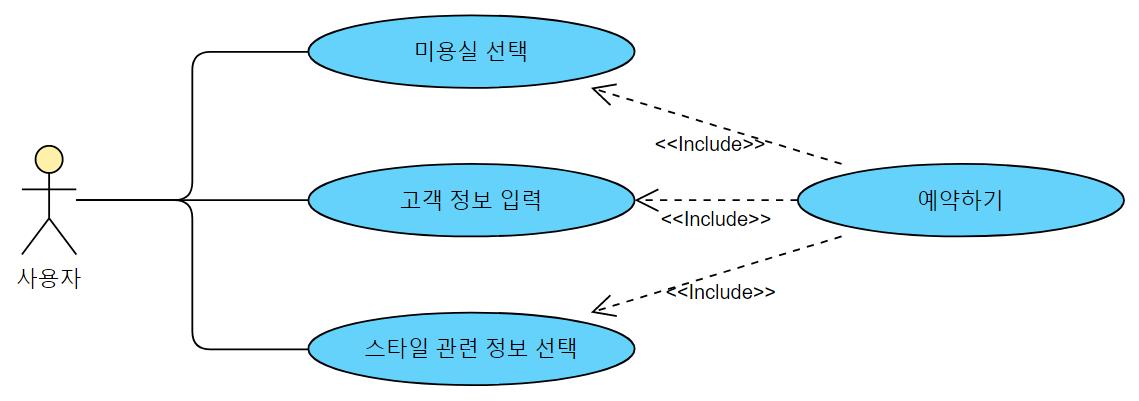 미용실 선택
<<Include>>
고객 정보 입력
예약하기
<<Include>>
사용자
<<Include>>
스타일 관련 정보 선택